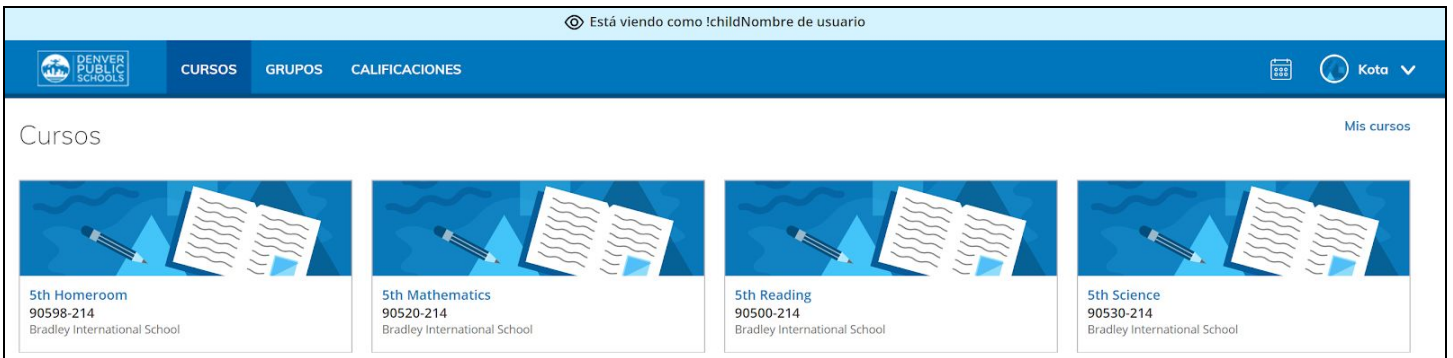 Está viendo como !childNombre de usuario
DENVER
PUBLIC
SCHOOLS
CURSOS GRUPOS CALIFICACIONES
Kota
Cursos
Mis cursos
5th Homeroom
90598-214
Bradley International School
5th Mathematics
90520-214
Bradley International School
5th Reading
90500-214
Bradley International School
5th Science
90530-214
Bradley International School